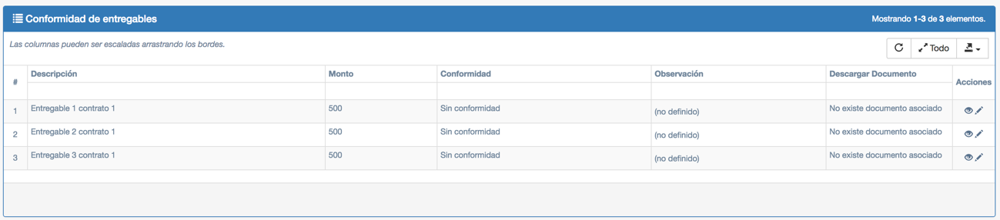 Conformidad de entregables
Mostrando 1-3 de 3 elementos.
Las columnas pueden ser escaladas arrastrando los bordes.
Todo
# Descripción Monto Conformidad Observación Descargar Documento Acciones
1 Entregable 1 contrato 1 500 Sin conformidad (no definido) No existe documento asociado
2 Entregable 2 contrato 1 500 Sin conformidad (no definido) No existe documento asociado
3 Entregable 3 contrato 1 500 Sin conformidad (no definido) No existe documento asociado